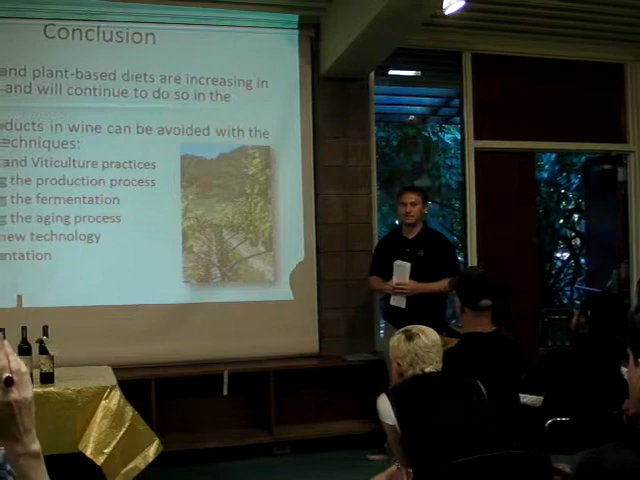 Conclusion
and plant-based diets are increasing in
and will continue to do so in the
ducts in wine can be avoided with the
echniques:
and Viticulture practices
the production process
the fermentation
the aging process
new technology
ntation